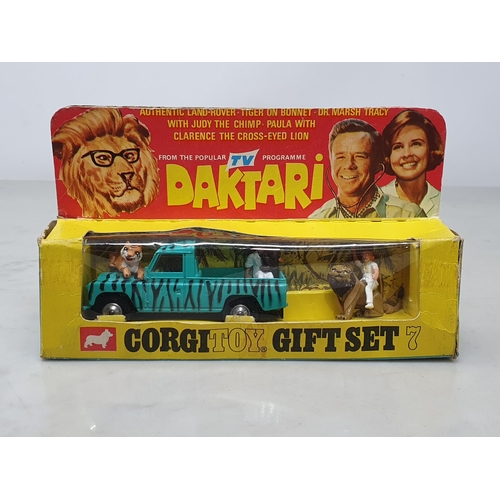 AUTHENTIC LAND-ROVER · TIGER ON BONNET · DR. MARSH TRACY
WITH JUDY THE CHIMP · PAULA WITH
CLARENCE THE CROSS-EYED LION
FROM THE POPULAR TV PROGRAMME
DAKTARI
CORGI TOY® GIFT SET 7